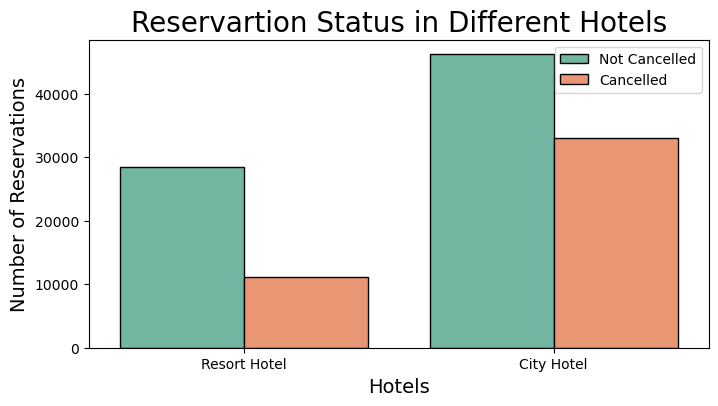 Reservartion Status in Different Hotels
Not Cancelled
Cancelled
Number of Reservations
40000
30000
20000
10000
0
Resort Hotel
City Hotel
Hotels